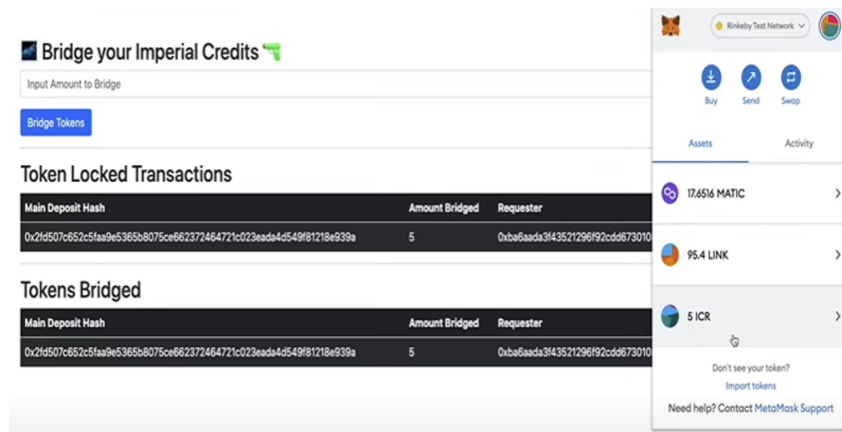 Bridge your Imperial Credits
Input Amount to Bridge
Bridge Tokens
Token Locked Transactions
Main Deposit Hash Amount Bridged Requester
0x2fd507c652c5faa9e5365b8075ce662372464721c023eada4d549f81218e939a 5 0xba6aada3f43521296f92cdd673010
Tokens Bridged
Main Deposit Hash Amount Bridged Requester
0x2fd507c652c5faa9e5365b8075ce662372464721c023eada4d549f81218e939a 5 0xba6aada3f43521296f92cdd673010
Rinkeby Test Network
Buy Send Swap
Assets Activity
17.6516 MATIC
95.4 LINK
5 ICR
Don't see your token?
Import tokens
Need help? Contact MetaMask Support